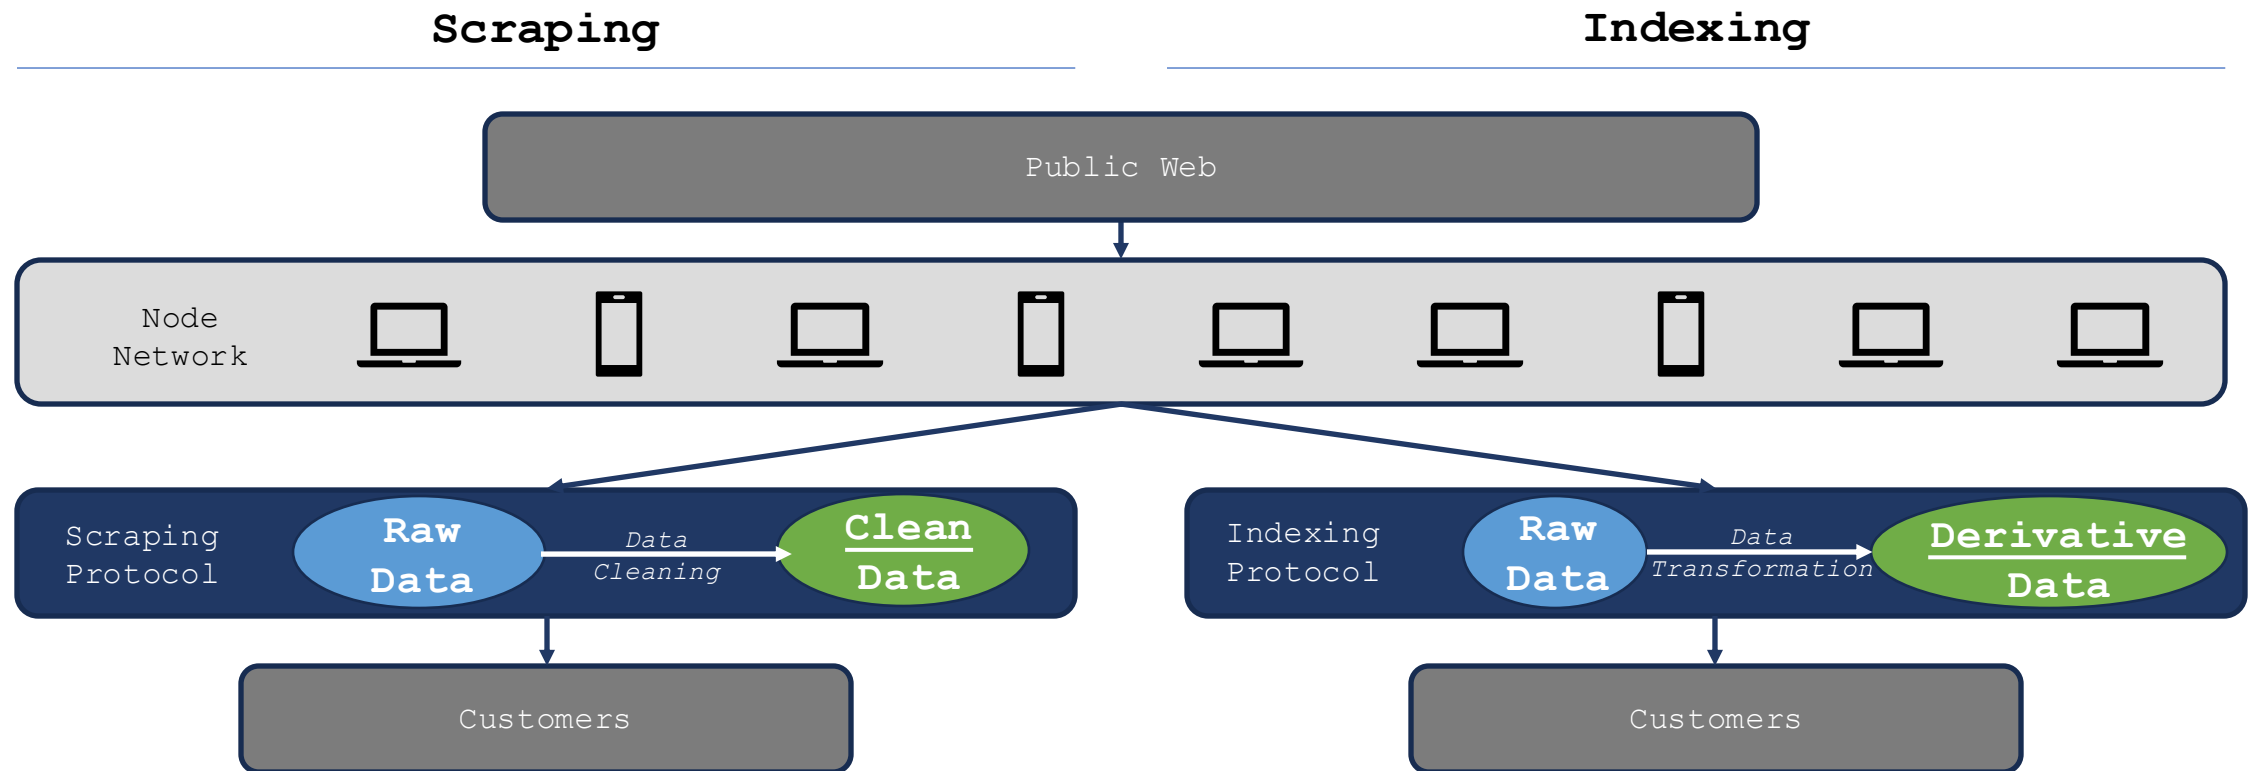 Scraping
Indexing
Public Web
Node
Network
Scraping
Protocol
Raw
Data
Data
Cleaning
Clean
Data
Indexing
Protocol
Raw
Data
Data
Transformation
Derivative
Data
Customers
Customers